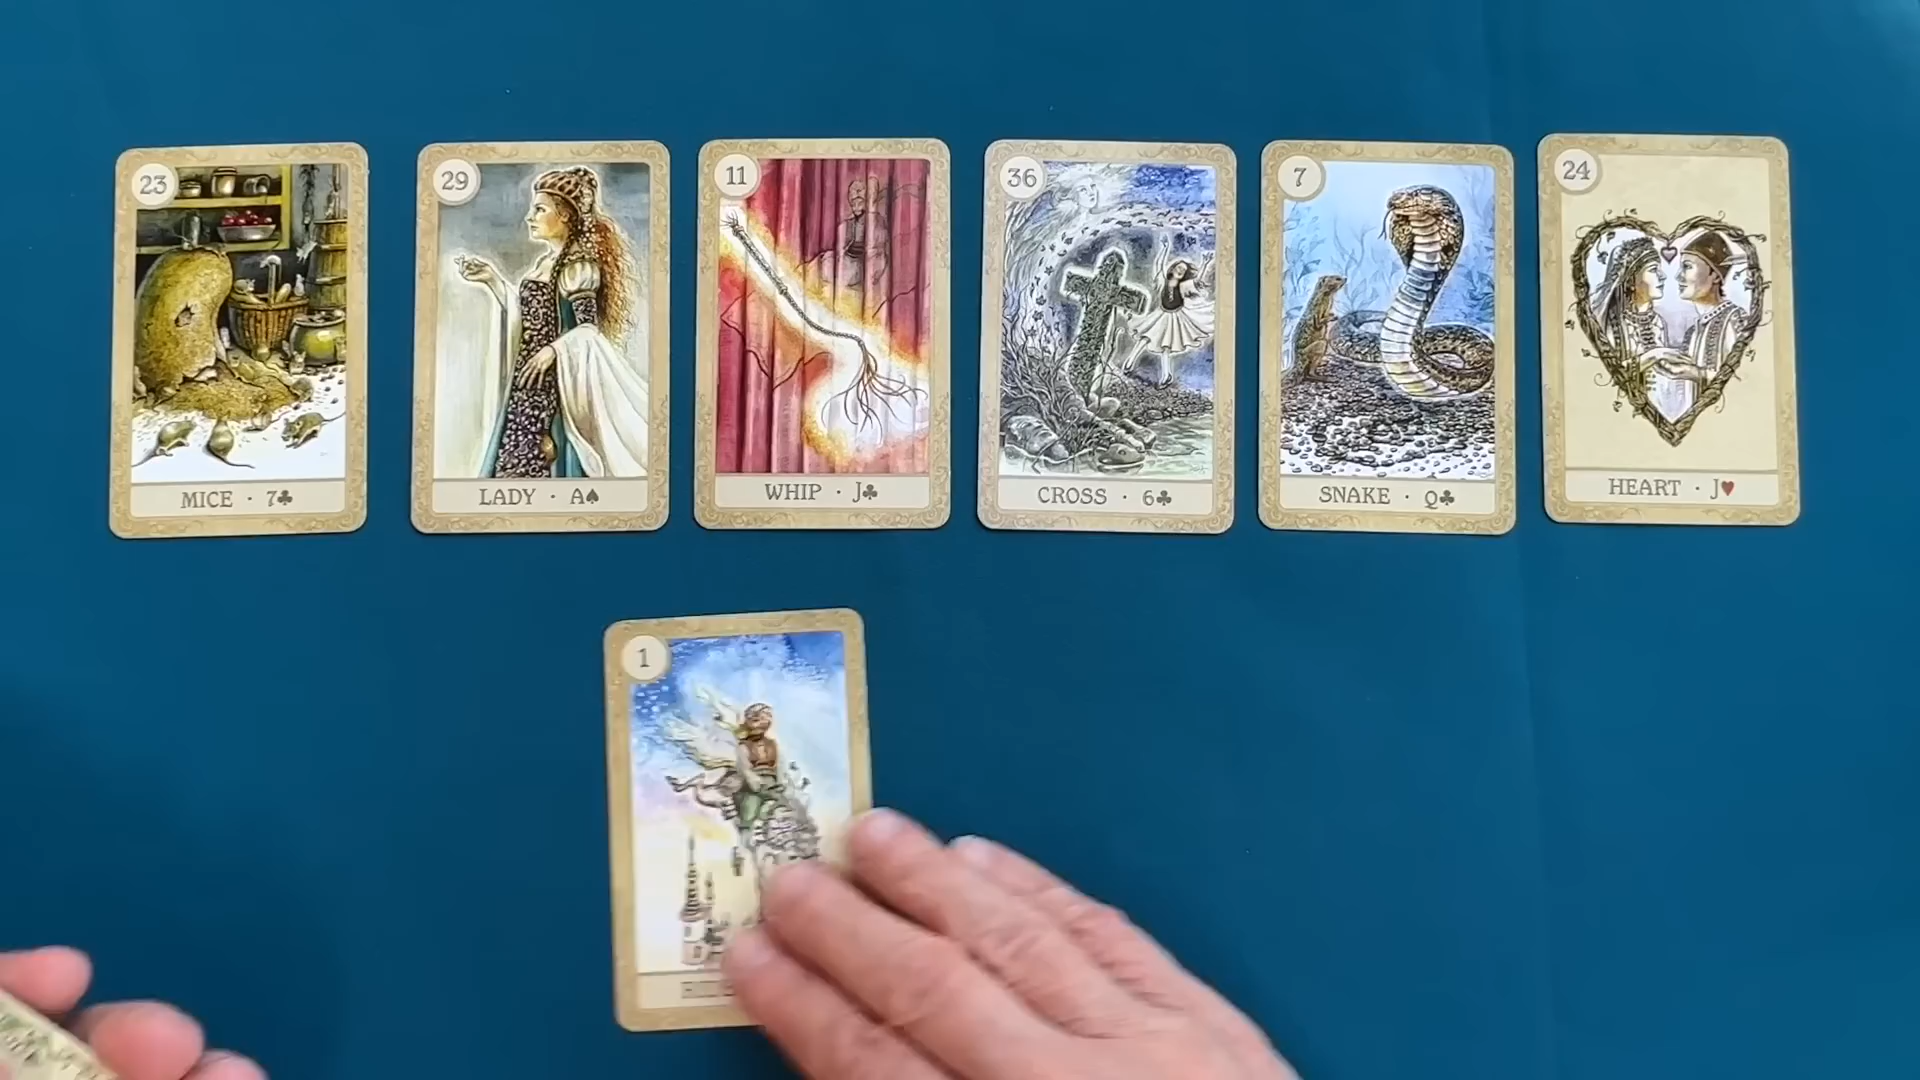 23
MICE · 7♣
29
LADY · A♠
11
WHIP · J♣
36
CROSS · 6♣
7
SNAKE · Q♣
24
HEART · J♥
1